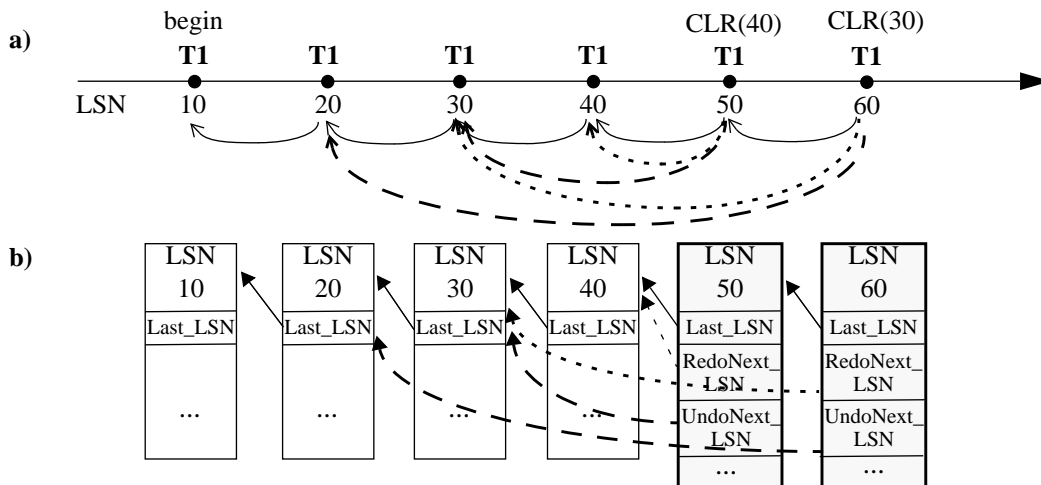 a)
begin CLR(40) CLR(30)
T1 T1 T1 T1 T1 T1
LSN 10 20 30 40 50 60
b)
LSN LSN LSN LSN LSN LSN
10 20 30 40 50 60
Last_LSN Last_LSN Last_LSN Last_LSN Last_LSN Last_LSN
RedoNext_ RedoNext_
LSN LSN
... ... ... ... UndoNext_ UndoNext_
LSN LSN
... ...